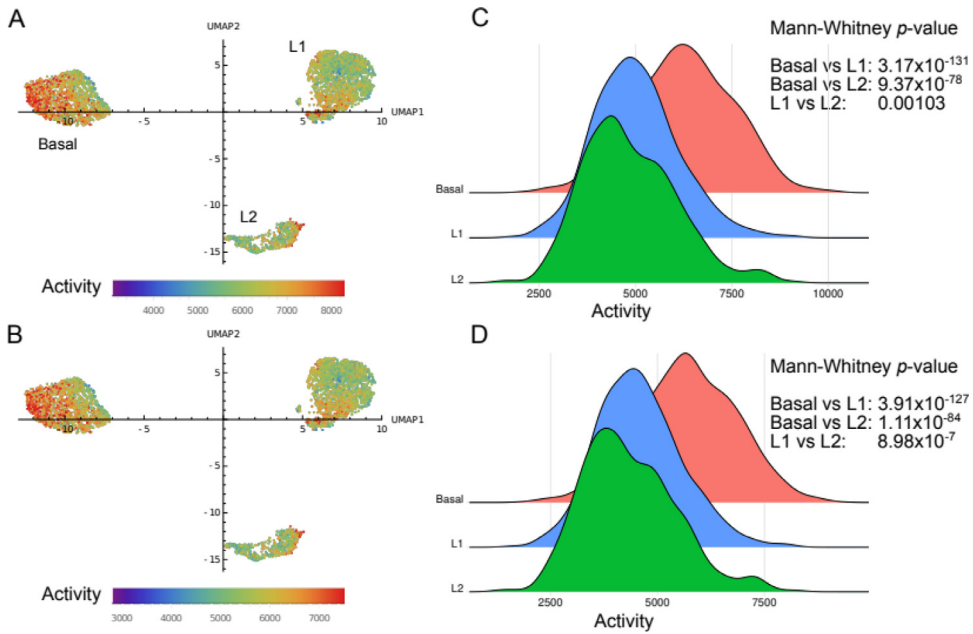 A
UMAP2
L1
5
-10
-5
5
10
UMAP1
Basal
-5
-10
L2
-15
Activity
4000 5000 6000 7000 8000
B
UMAP2
5
-10
-5
5
10
UMAP1
-5
-10
-15
Activity
3000 4000 5000 6000 7000
C
Mann-Whitney p-value
Basal vs L1: 3.17x10⁻¹³¹
Basal vs L2: 9.37x10⁻⁷⁸
L1 vs L2: 0.00103
Basal
L1
L2
2500 5000 7500 10000
Activity
D
Mann-Whitney p-value
Basal vs L1: 3.91x10⁻¹²⁷
Basal vs L2: 1.11x10⁻⁸⁴
L1 vs L2: 8.98x10⁻⁷
Basal
L1
L2
2500 5000 7500
Activity